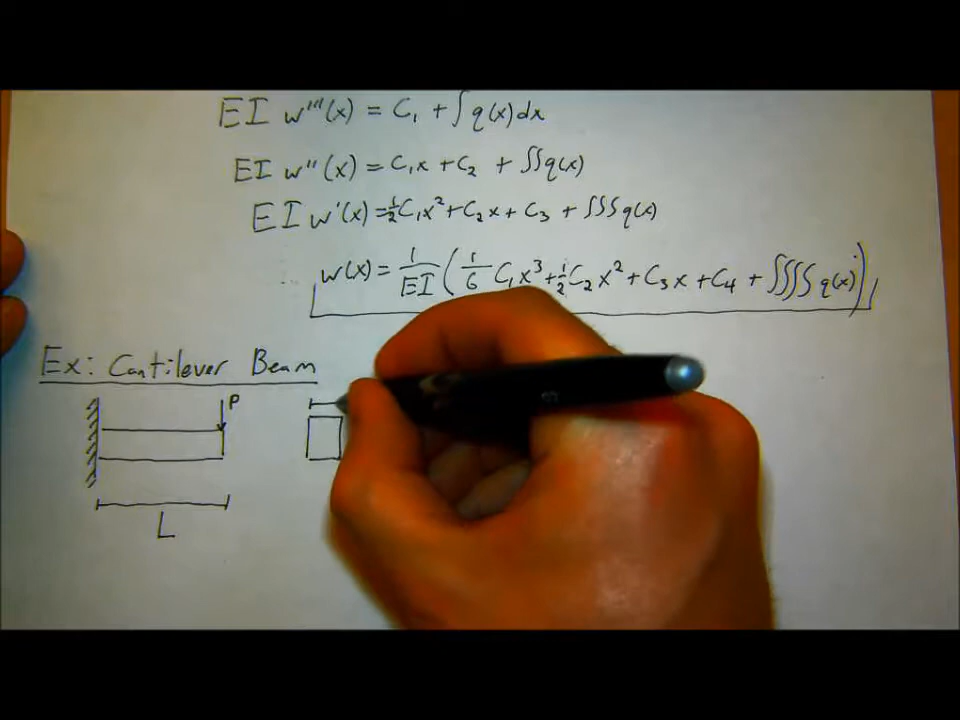 EI w'''(x) = C₁ + ∫q(x)dx
EI w''(x) = C₁x + C₂ + ∫∫q(x)
EI w'(x) = ½C₁x² + C₂x + C₃ + ∫∫∫q(x)
w(x) = 1/EI (1/6 C₁x³ + ½C₂x² + C₃x + C₄ + ∫∫∫∫q(x))
Ex: Cantilever Beam
P
L